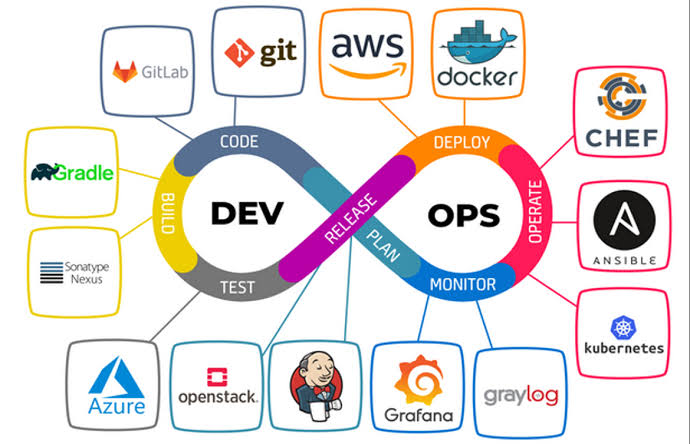 GitLab
git
aws
docker
CHEF
Gradle
CODE
DEPLOY
BUILD
DEV
RELEASE
OPS
OPERATE
ANSIBLE
PLAN
Sonatype
Nexus
TEST
MONITOR
kubernetes
Azure
openstack.
Grafana
graylog